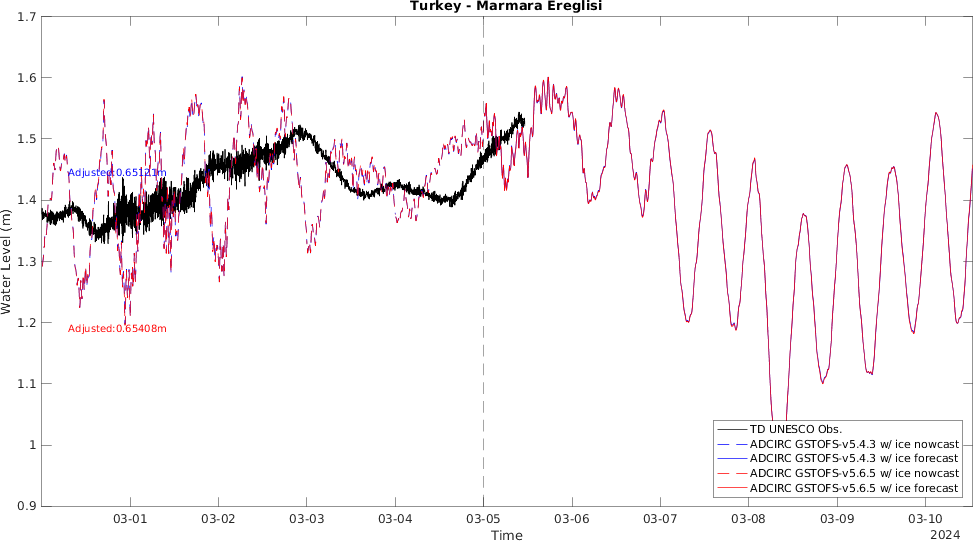 Turkey - Marmara Ereglisi
1.7
1.6
1.5
1.4
1.3
1.2
1.1
1
0.9
Water Level (m)
Adjusted:0.65121m
Adjusted:0.65408m
TD UNESCO Obs.
ADCIRC GSTOFS-v5.4.3 w/ ice nowcast
ADCIRC GSTOFS-v5.4.3 w/ ice forecast
ADCIRC GSTOFS-v5.6.5 w/ ice nowcast
ADCIRC GSTOFS-v5.6.5 w/ ice forecast
03-01 03-02 03-03 03-04 03-05 03-06 03-07 03-08 03-09 03-10
Time
2024